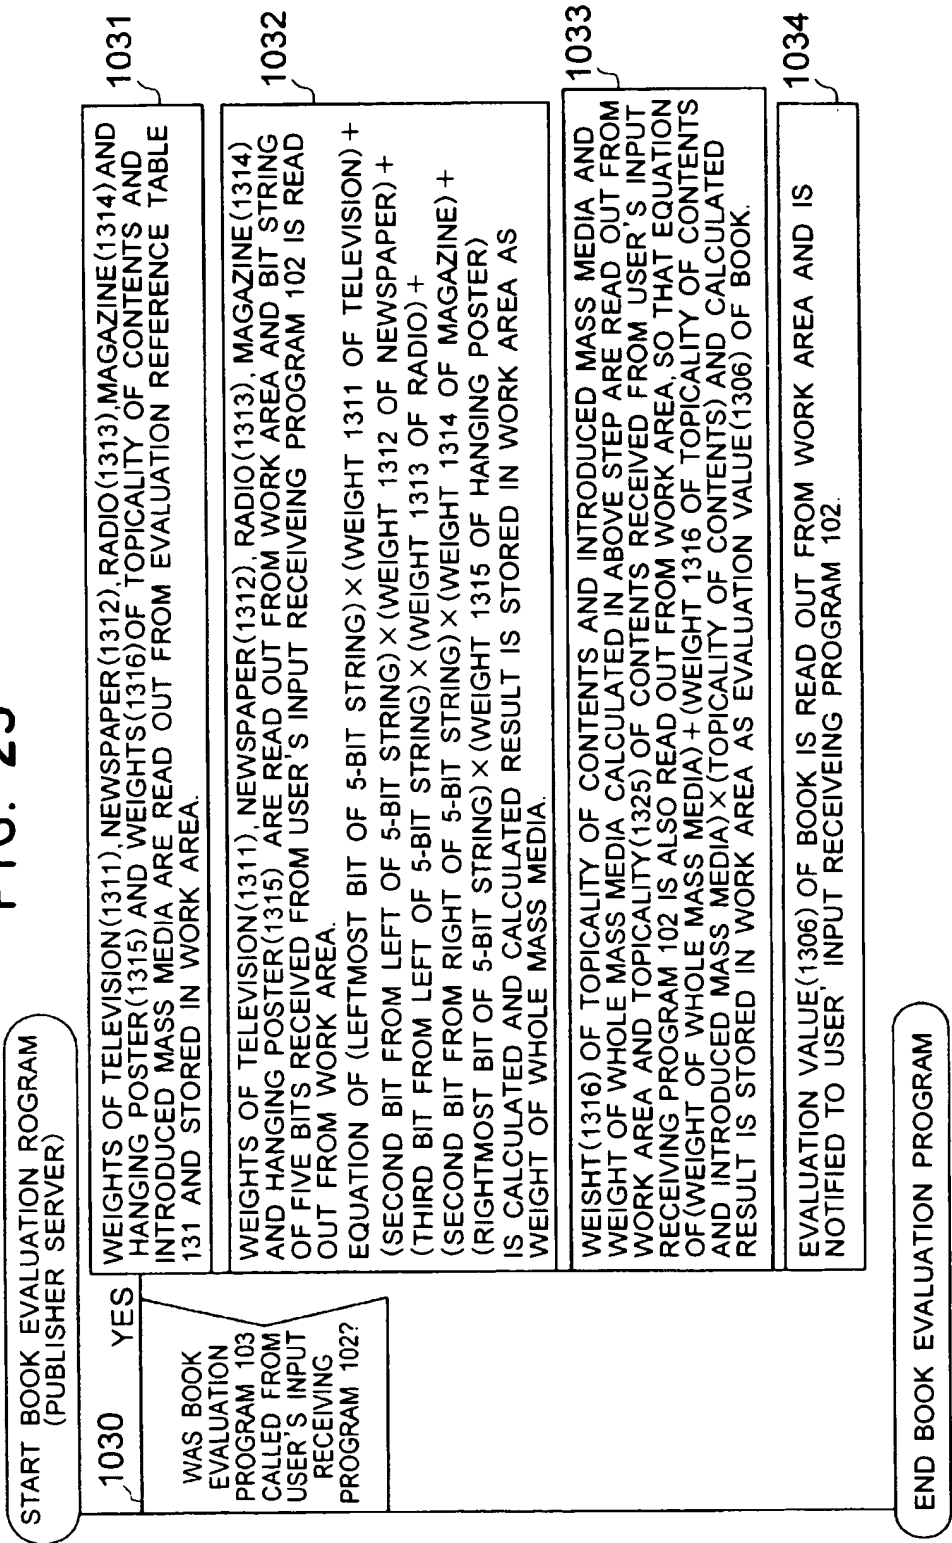 FIG. 25
START BOOK EVALUATION ROGRAM
(PUBLISHER SERVER)
1030
YES
WAS BOOK
EVALUATION
PROGRAM 103
CALLED FROM
USER'S INPUT
RECEIVING
PROGRAM 102?
1031
WEIGHTS OF TELEVISION(1311),NEWSPAPER(1312),RADIO(1313),MAGAZINE(1314)AND
HANGING POSTER(1315) AND WEIGHTS(1316)OF TOPICALITY OF CONTENTS AND
INTRODUCED MASS MEDIA ARE READ OUT FROM EVALUATION REFERENCE TABLE
131 AND STORED IN WORK AREA.
1032
WEIGHTS OF TELEVISION(1311), NEWSPAPER(1312), RADIO(1313), MAGAZINE(1314)
AND HANGING POSTER(1315) ARE READ OUT FROM WORK AREA AND BIT STRING
OF FIVE BITS RECEIVED FROM USER'S INPUT RECEIVEING PROGRAM 102 IS READ
OUT FROM WORK AREA.
EQUATION OF (LEFTMOST BIT OF 5-BIT STRING)×(WEIGHT 1311 OF TELEVISION)+
(SECOND BIT FROM LEFT OF 5-BIT STRING)×(WEIGHT 1312 OF NEWSPAPER)+
(THIRD BIT FROM LEFT OF 5-BIT STRING)×(WEIGHT 1313 OF RADIO)+
(SECOND BIT FROM RIGHT OF 5-BIT STRING)×(WEIGHT 1314 OF MAGAZINE)+
(RIGHTMOST BIT OF 5-BIT STRING)×(WEIGHT 1315 OF HANGING POSTER)
IS CALCULATED AND CALCULATED RESULT IS STORED IN WORK AREA AS
WEIGHT OF WHOLE MASS MEDIA.
1033
WEISHT(1316) OF TOPICALITY OF CONTENTS AND INTRODUCED MASS MEDIA AND
WEIGHT OF WHOLE MASS MEDIA CALCULATED IN ABOVE STEP ARE READ OUT FROM
WORK AREA AND TOPICALITY(1325) OF CONTENTS RECEIVED FROM USER'S INPUT
RECEIVING PROGRAM 102 IS ALSO READ OUT FROM WORK AREA,SO THAT EQUATION
OF(WEIGHT OF WHOLE MASS MEDIA)+(WEIGHT 1316 OF TOPICALITY OF CONTENTS
AND INTRODUCED MASS MEDIA)×(TOPICALITY OF CONTENTS) AND CALCULATED
RESULT IS STORED IN WORK AREA AS EVALUATION VALUE(1306) OF BOOK.
1034
EVALUATION VALUE(1306) OF BOOK IS READ OUT FROM WORK AREA AND IS
NOTIFIED TO USER' INPUT RECEIVEING PROGRAM 102.
END BOOK EVALUATION PROGRAM